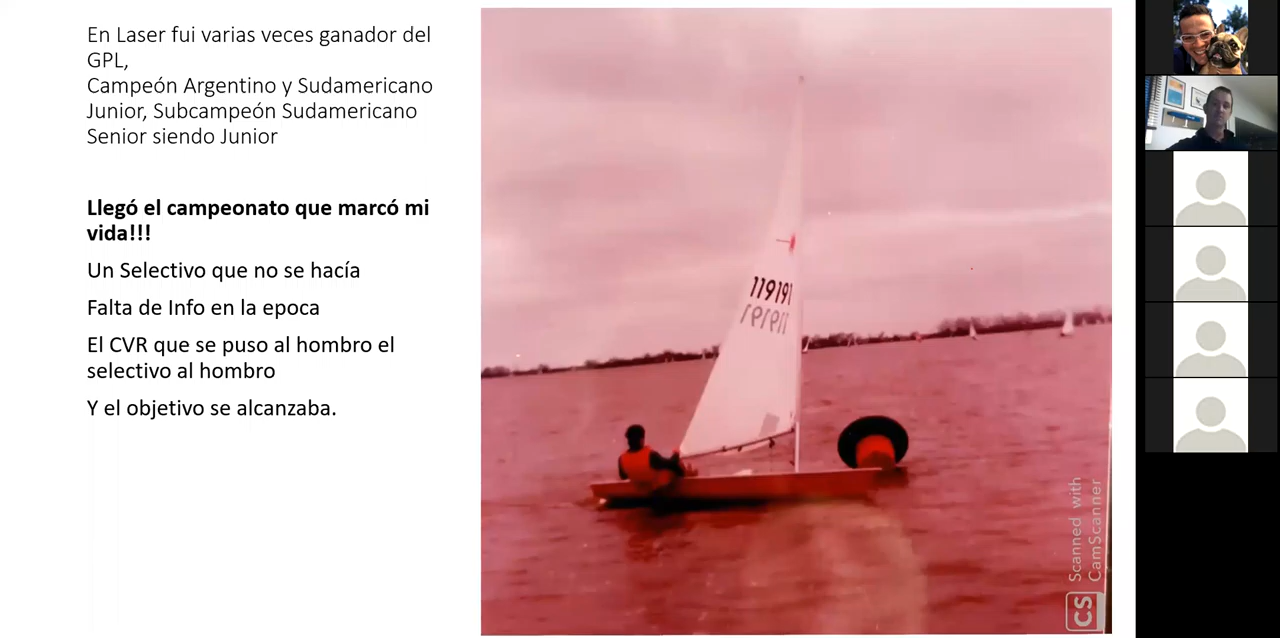 En Laser fui varias veces ganador del
GPL,
Campeón Argentino y Sudamericano
Junior, Subcampeón Sudamericano
Senior siendo Junior
Llegó el campeonato que marcó mi
vida!!!
Un Selectivo que no se hacía
Falta de Info en la epoca
El CVR que se puso al hombro el
selectivo al hombro
Y el objetivo se alcanzaba.
119191
119191
CS
Scanned with
CamScanner